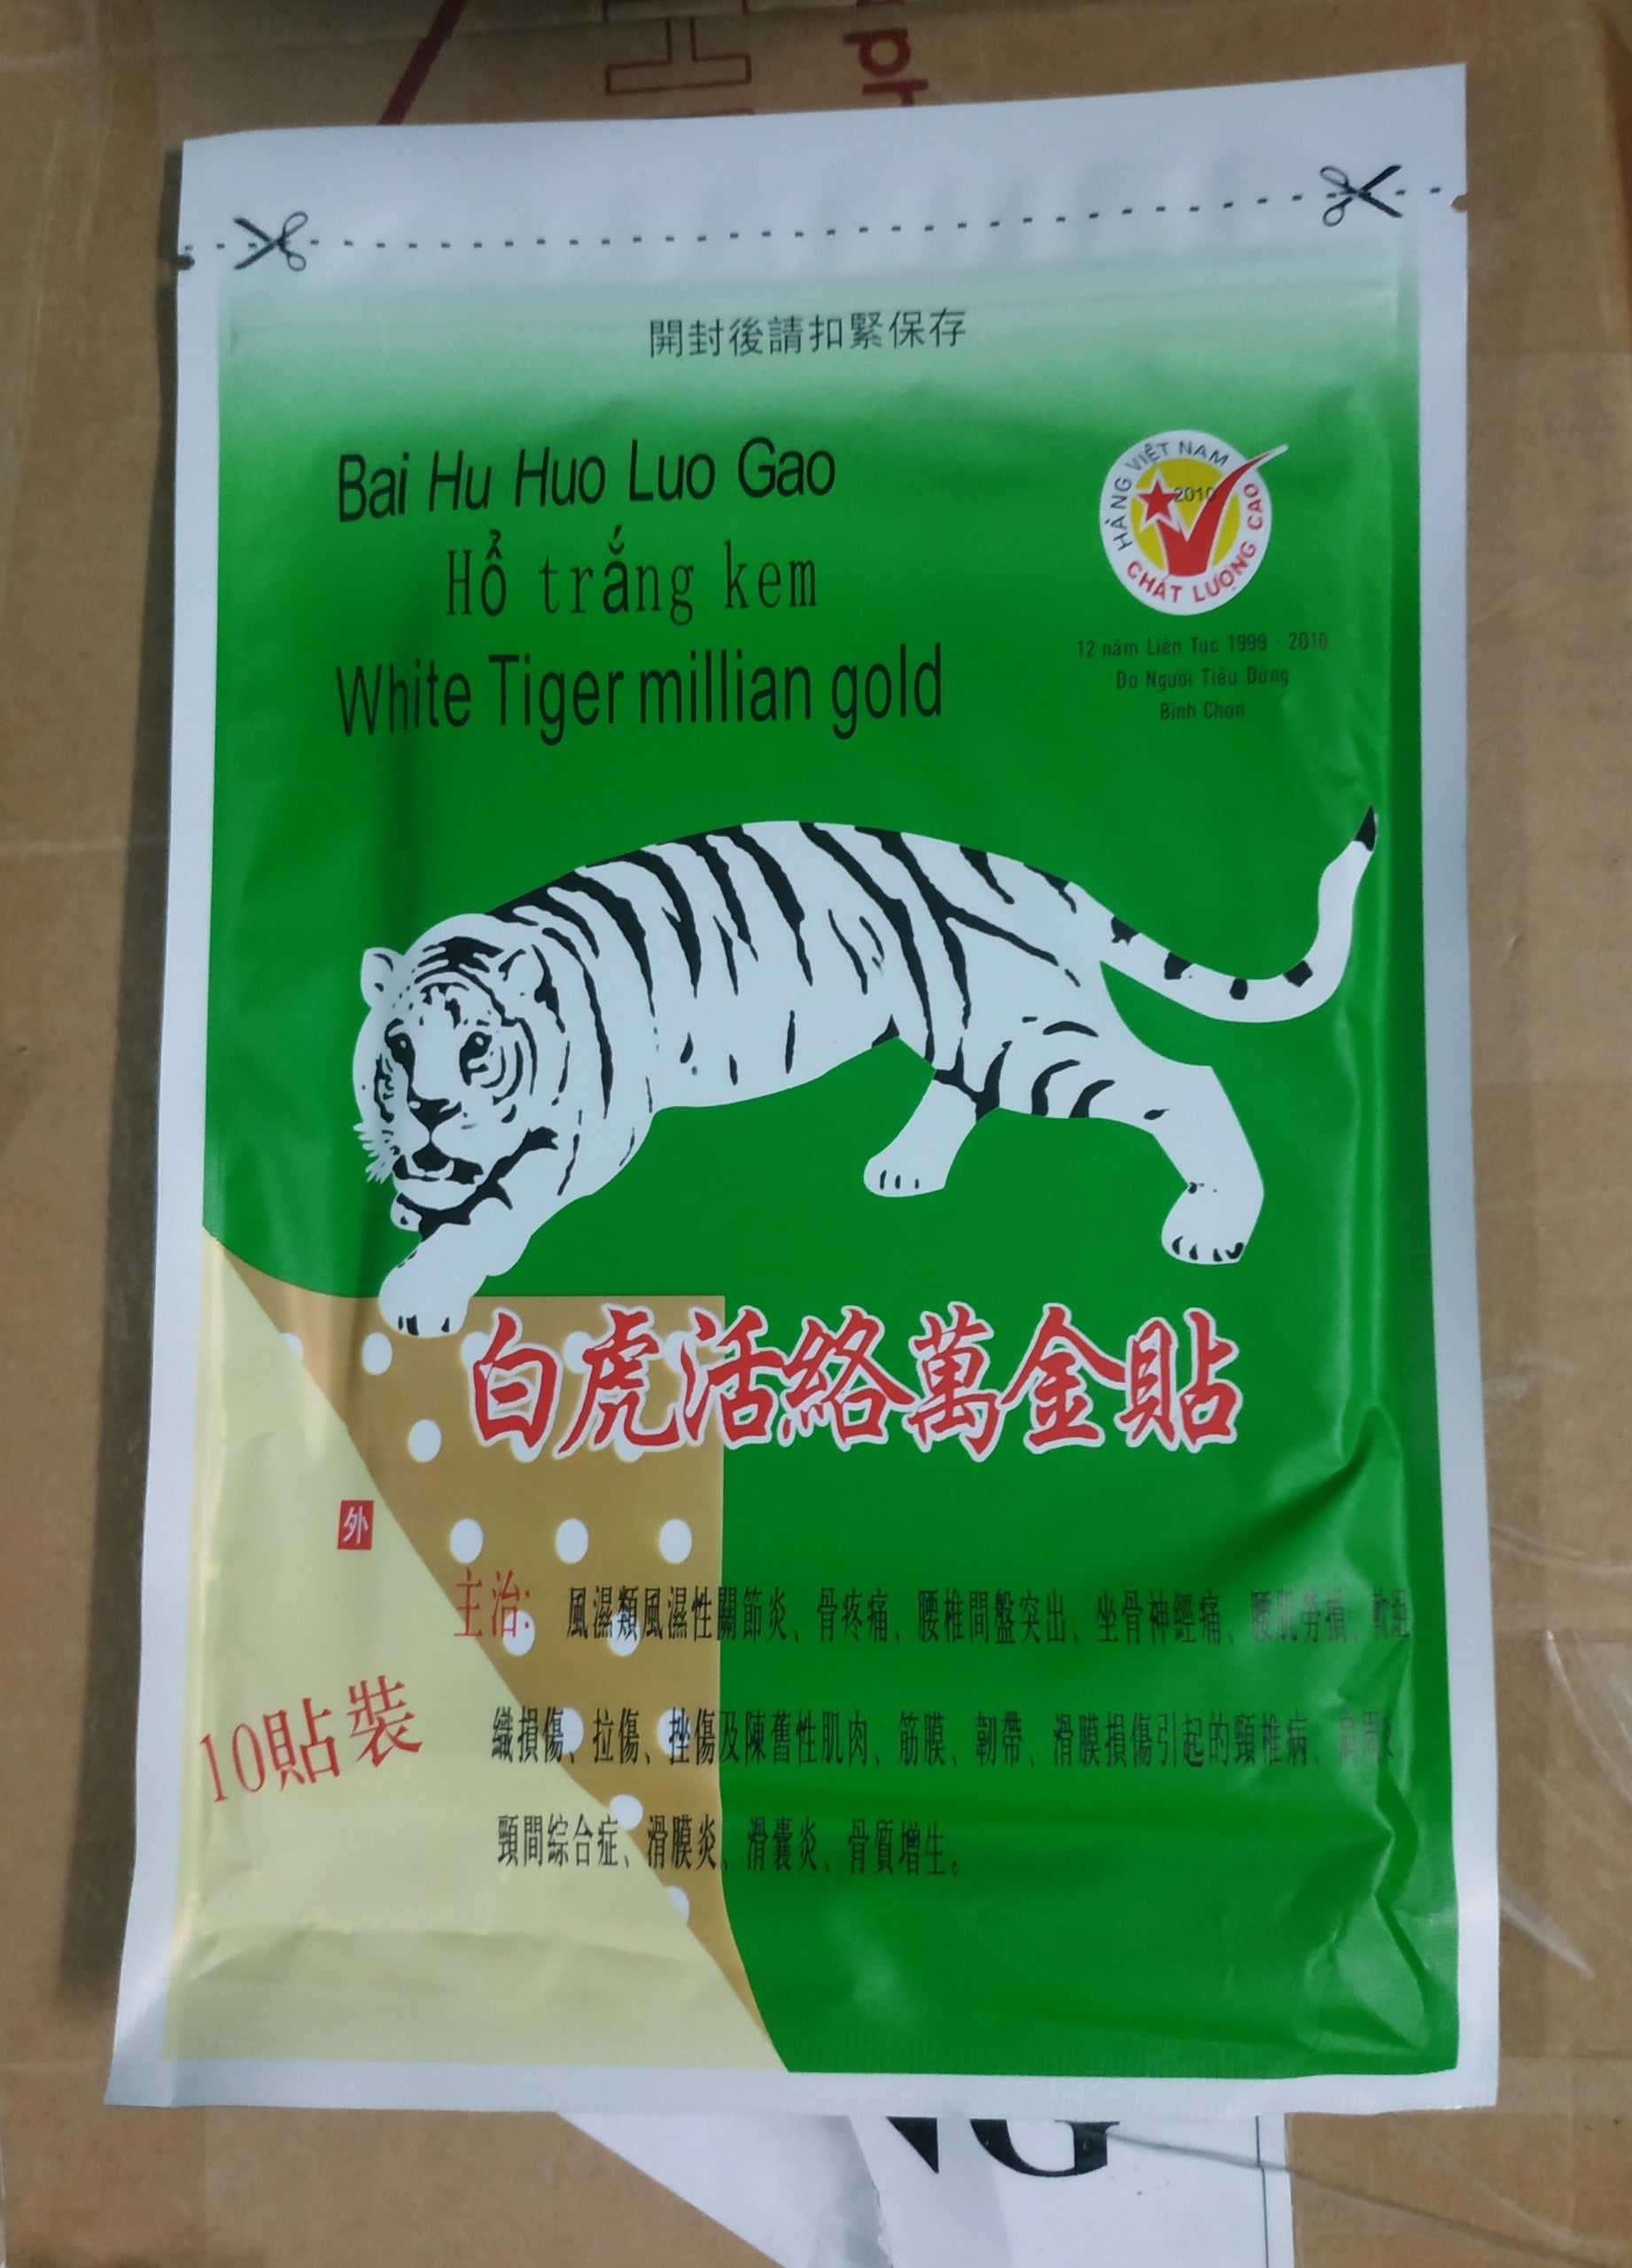 開封後請扣緊保存
Bai Hu Huo Luo Gao
Hổ trắng kem
White Tiger millian gold
HÀNG VIỆT NAM
2010
CHẤT LƯỢNG CAO
12 năm Liên Tuc 1999 - 2010
Do Người Tiêu Dùng
Bình Chon
白虎活絡萬金貼
外
主治: 風濕類風濕性關節炎、骨疼痛、腰椎間盤突出、坐骨神經痛、腰肌勞損、軟組
10貼裝
織損傷、拉傷、挫傷及陳舊性肌肉、筋膜、韌帶、滑膜損傷引起的頸椎病、肩周炎
頸間綜合症、滑膜炎、滑囊炎、骨質增生。
NG